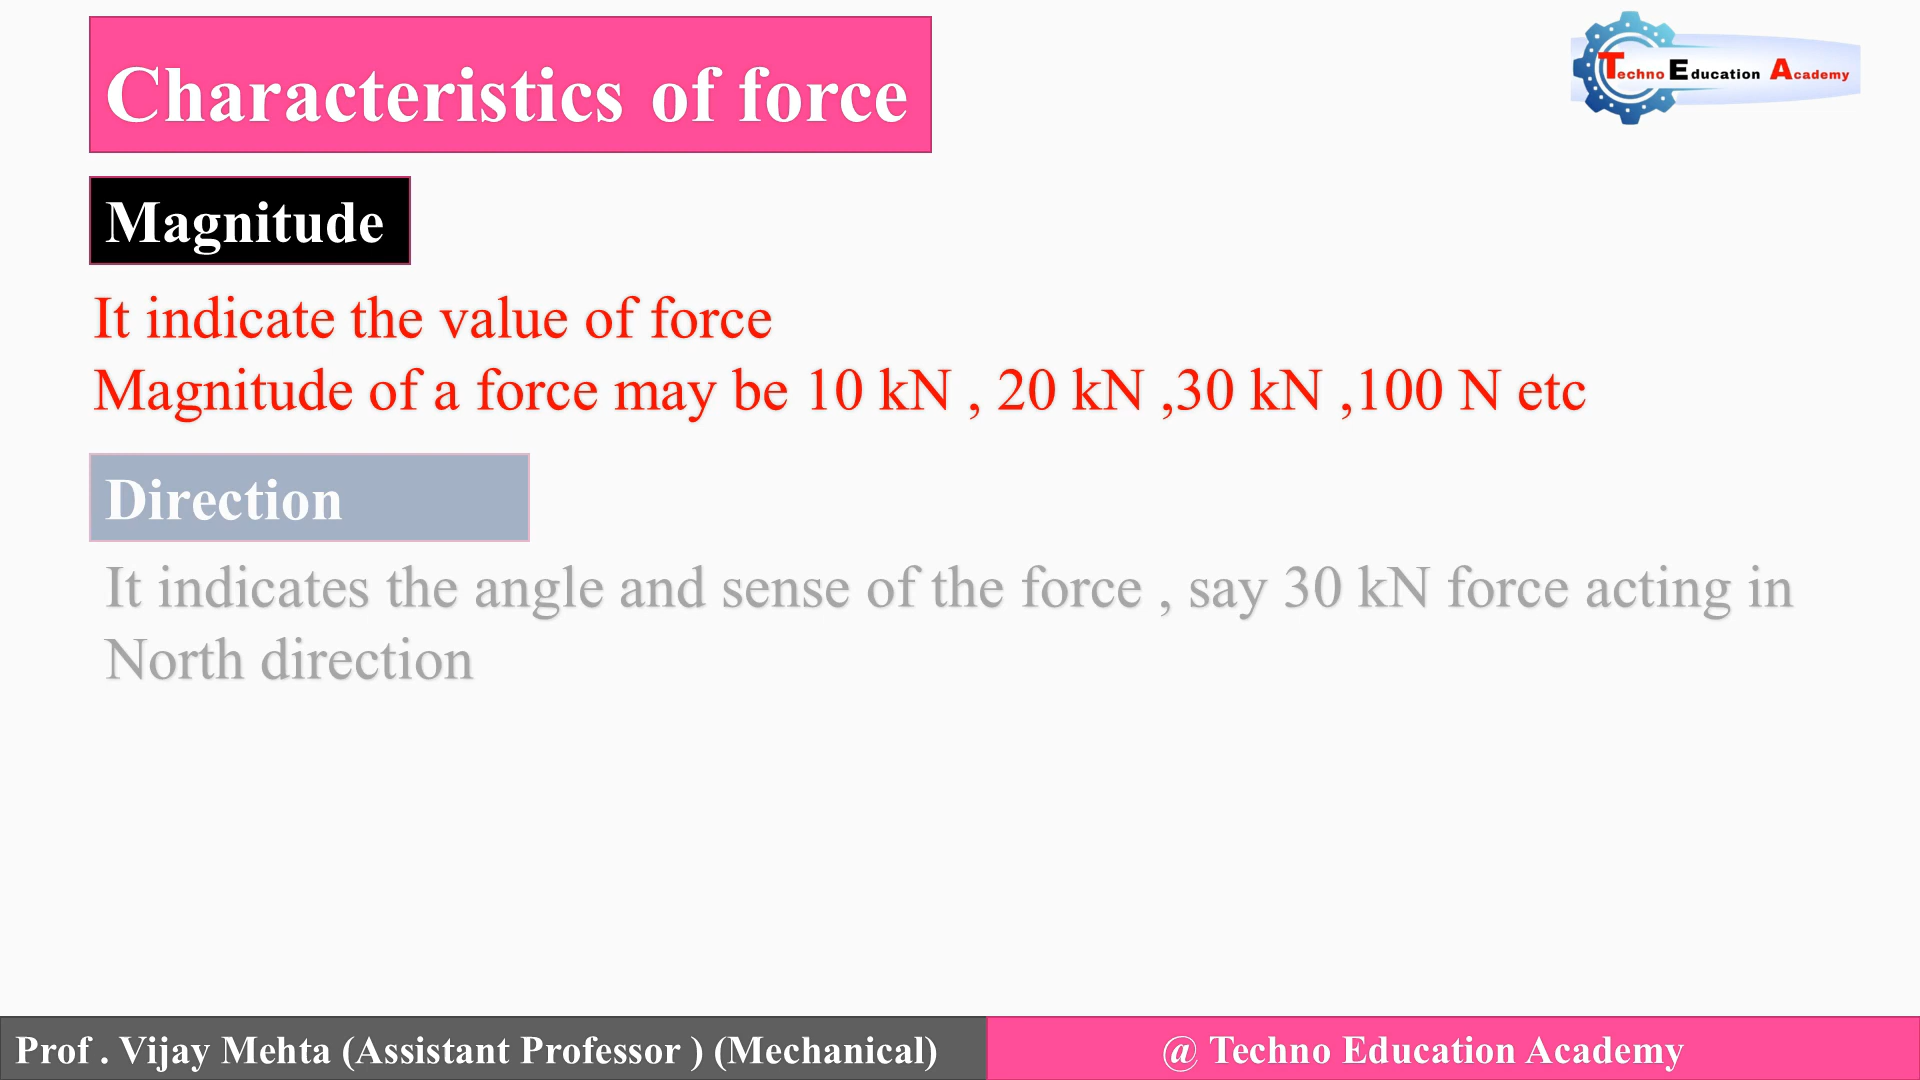 Characteristics of force
Techno Education Academy
Magnitude
It indicate the value of force
Magnitude of a force may be 10 kN , 20 kN ,30 kN ,100 N etc
Direction
It indicates the angle and sense of the force , say 30 kN force acting in
North direction
Prof . Vijay Mehta (Assistant Professor ) (Mechanical)
@ Techno Education Academy